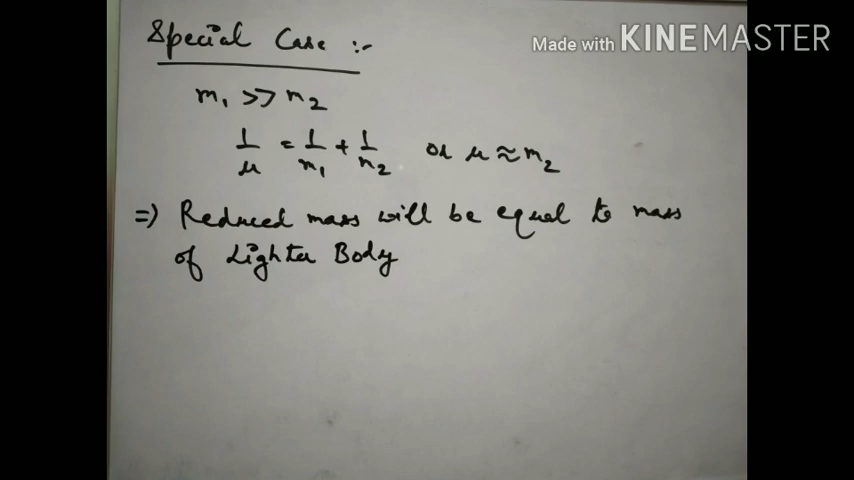 Special Case :-
Made with KINEMASTER
m₁ >> m₂
1/μ = 1/m₁ + 1/m₂ or μ ≈ m₂
=) Reduced mass will be equal to mass
of Lighter Body